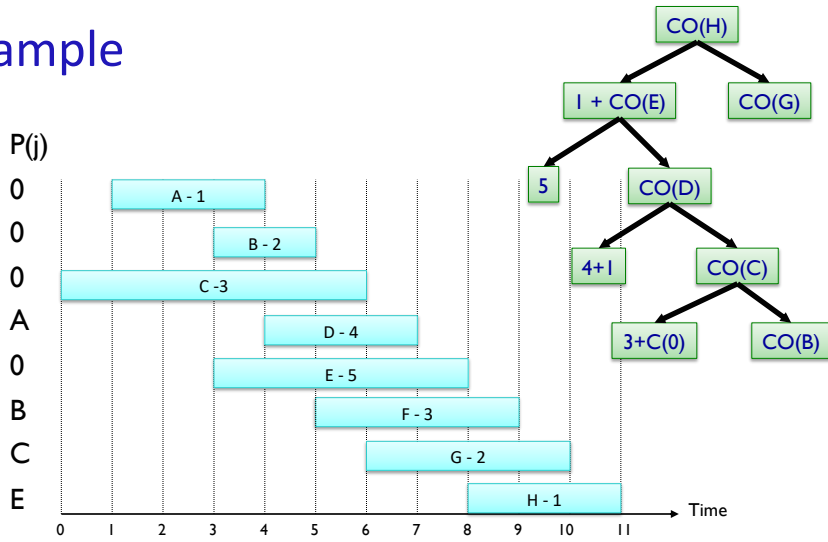 ample
CO(H)
1 + CO(E)
CO(G)
5
CO(D)
4+1
CO(C)
3+C(0)
CO(B)
P(j)
0
A - 1
0
B - 2
0
C -3
A
D - 4
0
E - 5
B
F - 3
C
G - 2
E
H - 1
Time
0 1 2 3 4 5 6 7 8 9 10 11